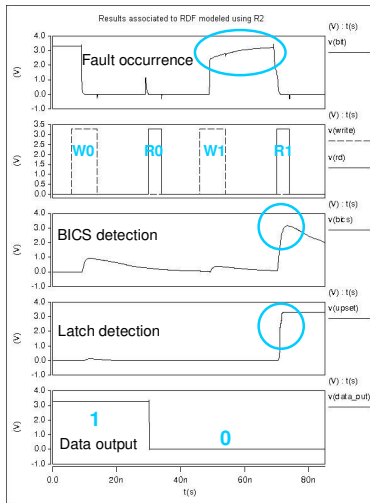 Results associated to RDF modeled using R2
(V) : t(s)
v(bit)
4.0
3.0
2.0
1.0
0.0
-1.0
(V)
Fault occurrence
(V) : t(s)
v(write)
v(rd)
3.5
3.0
2.5
2.0
1.5
1.0
0.5
0.0
(V)
W0
R0
W1
R1
(V) : t(s)
v(bics)
4.0
3.0
2.0
1.0
0.0
-1.0
(V)
BICS detection
(V) : t(s)
v(upset)
4.0
3.0
2.0
1.0
0.0
-1.0
(V)
Latch detection
(V) : t(s)
v(data_out)
4.0
3.0
2.0
1.0
0.0
-1.0
(V)
1
0
Data output
0.0 20n 40n 60n 80n
t(s)